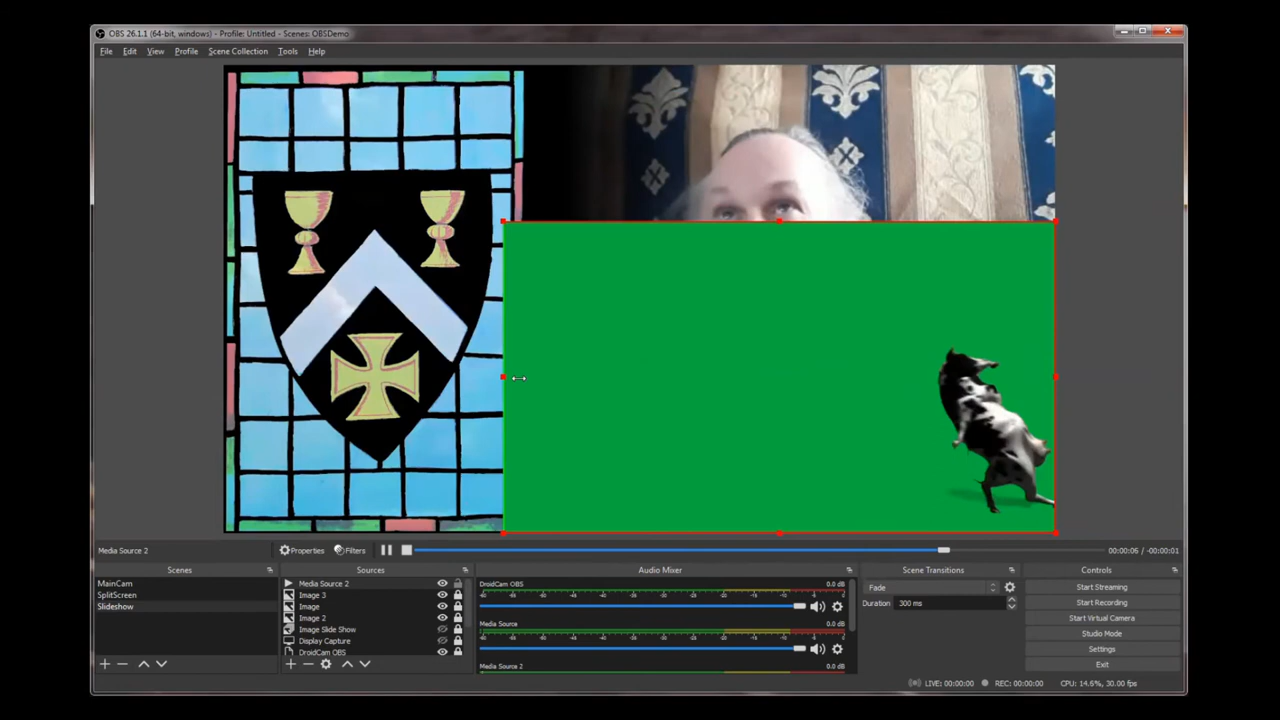 OBS 26.1.1 (64-bit, windows) - Profile: Untitled - Scenes: OBSDemo
File Edit View Profile Scene Collection Tools Help
Media Source 2 Properties Filters 00:00:06 / -00:00:01
Scenes Sources Audio Mixer Scene Transitions Controls
MainCam
SplitScreen
Slideshow
Media Source 2
Image 3
Image
Image 2
Image Slide Show
Display Capture
DroidCam OBS
DroidCam OBS 0.0 dB
Media Source 0.0 dB
Media Source 2 0.0 dB
Fade
Duration 300 ms
Start Streaming
Start Recording
Start Virtual Camera
Studio Mode
Settings
Exit
LIVE: 00:00:00 REC: 00:00:00 CPU: 14.6%, 30.00 fps